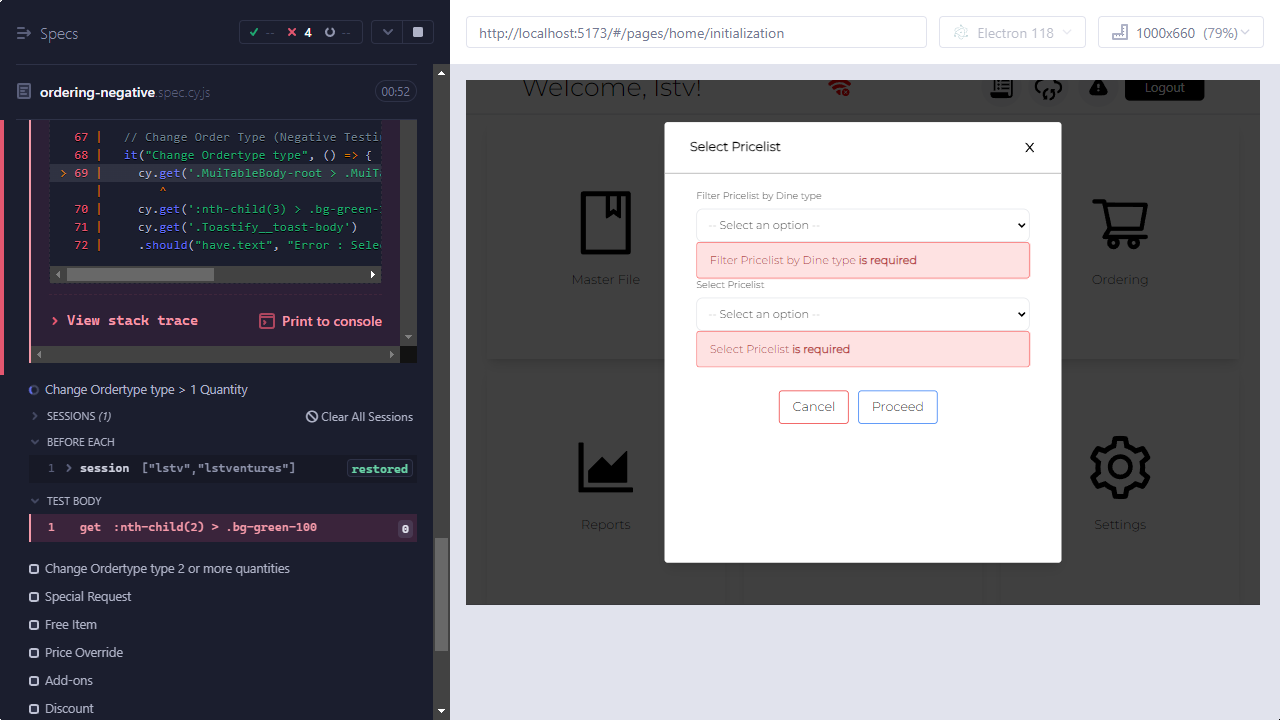 Specs
✓ -- ✕ 4 --
ordering-negative.spec.cy.js 00:52
67 | // Change Order Type (Negative Testin
68 | it("Change Ordertype type", () => {
> 69 | cy.get('.MuiTableBody-root > .MuiT
| ^
70 | cy.get(':nth-child(3) > .bg-green-1
71 | cy.get('.Toastify__toast-body')
72 | .should("have.text", "Error : Selec
> View stack trace Print to console
Change Ordertype type > 1 Quantity
SESSIONS (1) Clear All Sessions
BEFORE EACH
1 > session ["lstv","lstventures"] restored
TEST BODY
1 get :nth-child(2) > .bg-green-100 0
Change Ordertype type 2 or more quantities
Special Request
Free Item
Price Override
Add-ons
Discount
http://localhost:5173/#/pages/home/initialization
Electron 118
1000x660 (79%)
Welcome, lstv!
Logout
Select Pricelist X
Filter Pricelist by Dine type
-- Select an option --
Filter Pricelist by Dine type is required
Select Pricelist
-- Select an option --
Select Pricelist is required
Cancel Proceed
Master File
Ordering
Reports
Settings